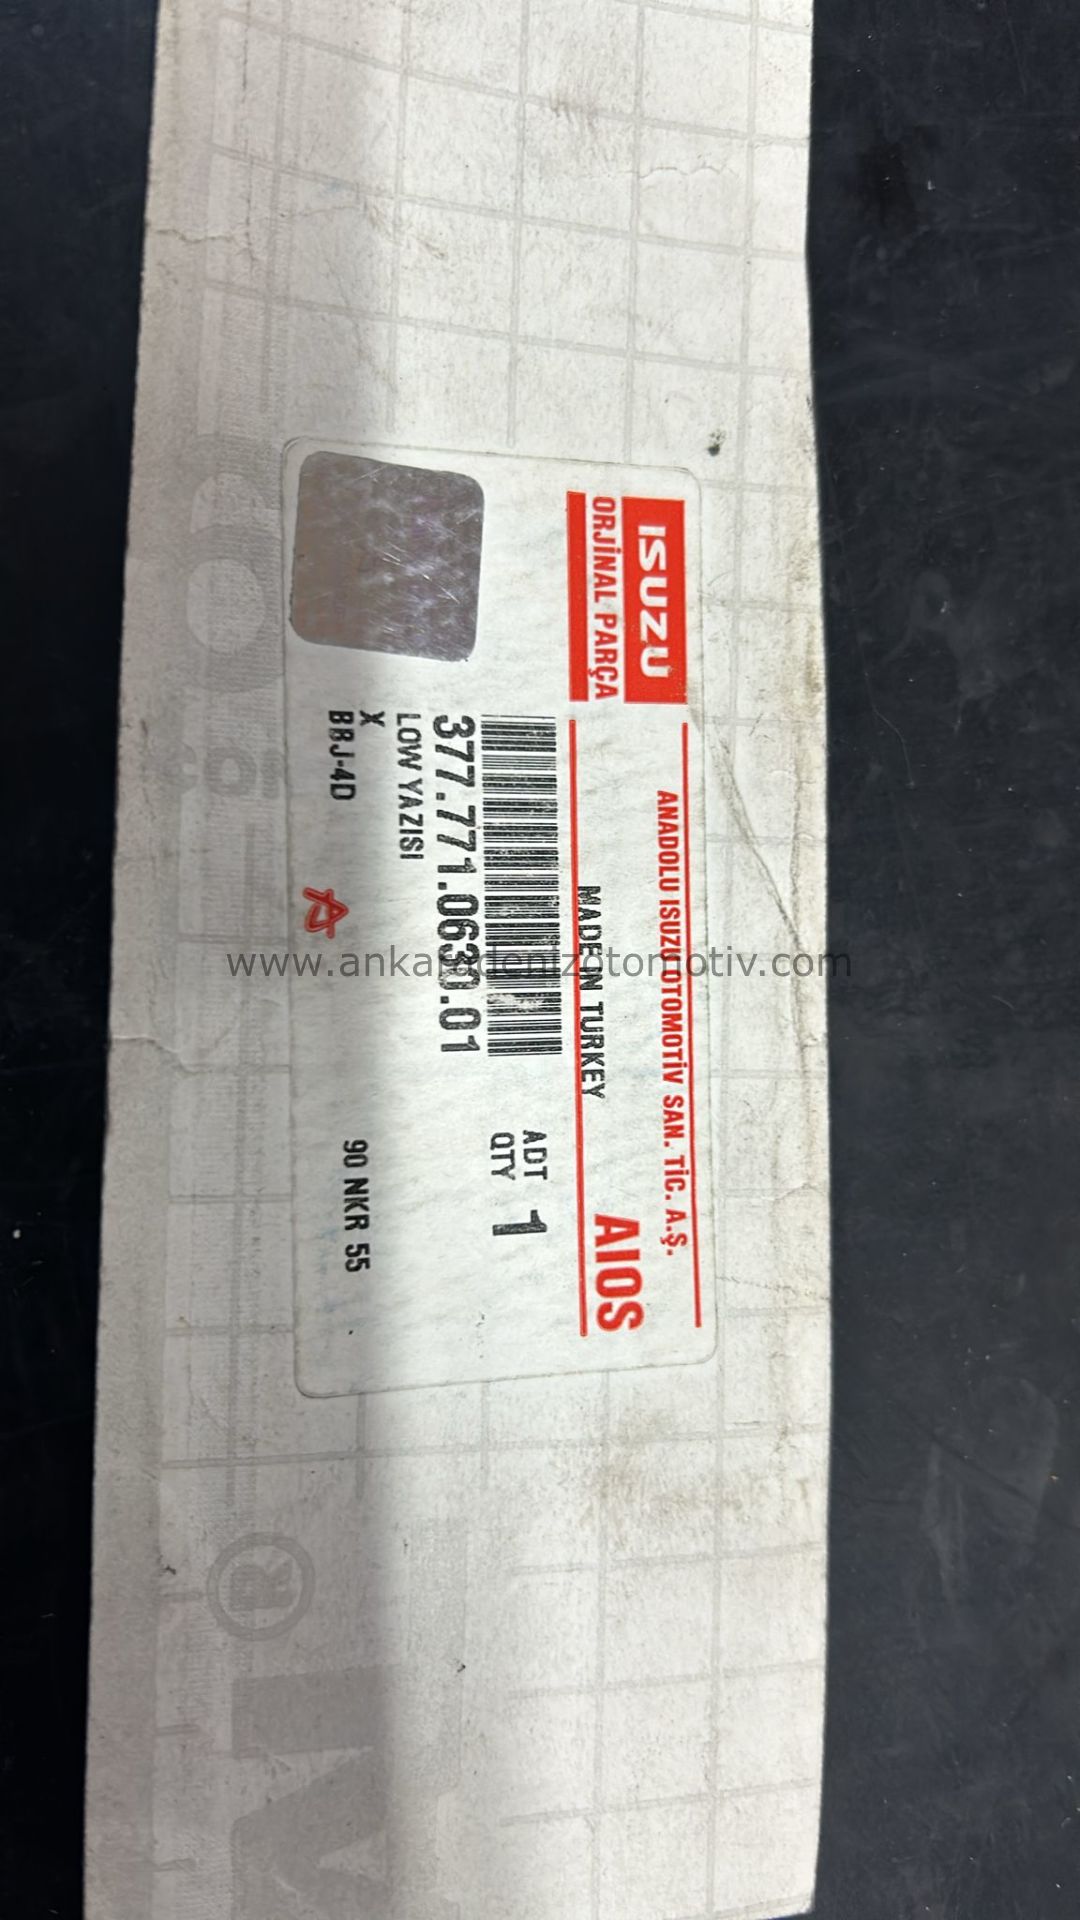 ISUZU
ORJİNAL PARÇA
ANADOLU ISUZU OTOMOTİV SAN. TİC. A.Ş.
MADE IN TURKEY
AIOS
377.771.0630.01
ADT
QTY
1
LOW YAZISI
X
BBJ-4D
90 NKR 55
www.ankaradenizotomotiv.com